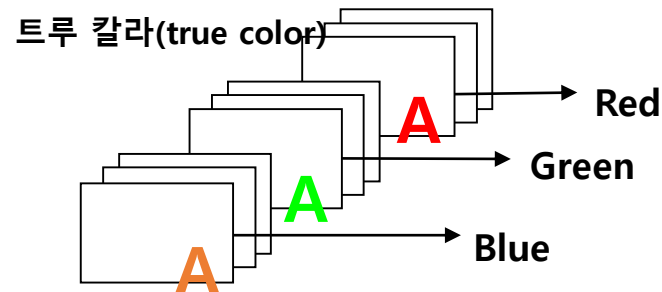 트루 칼라(true color)
A
Red
A
Green
A
Blue